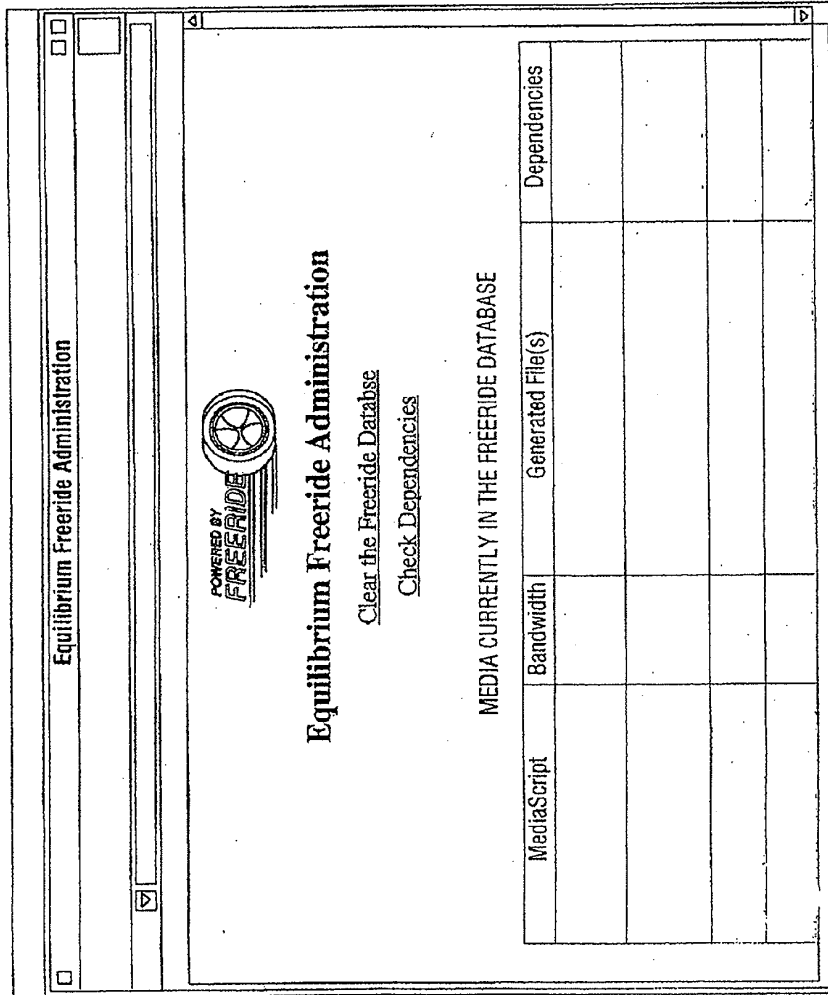 Equilibrium Freeride Administration
POWERED BY
FREERIDE
Equilibrium Freeride Administration
Clear the Freeride Databse
Check Dependencies
MEDIA CURRENTLY IN THE FREERIDE DATABASE
MediaScript Bandwidth Generated File(s) Dependencies